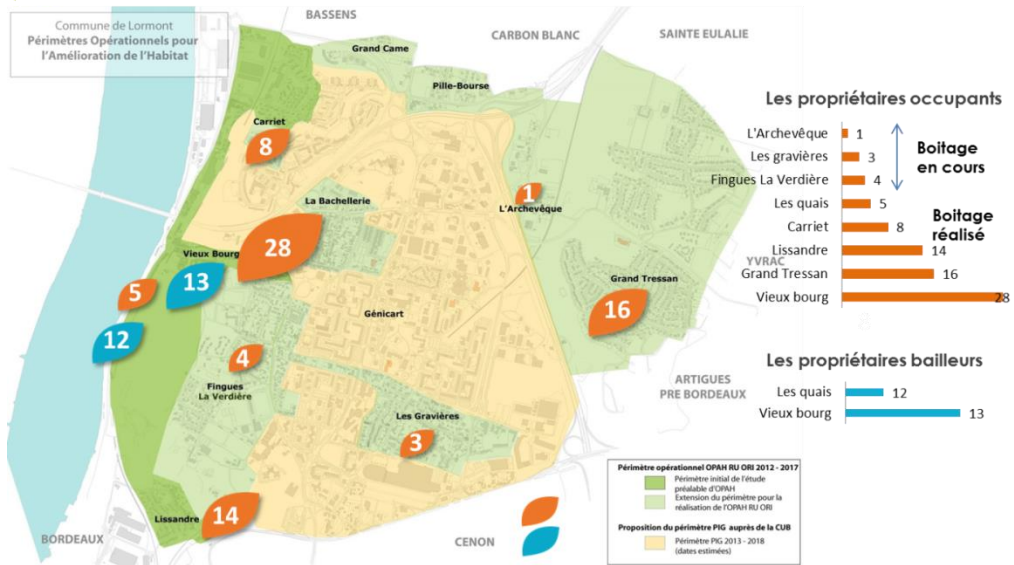 Commune de Lormont
Périmètres Opérationnels pour
l'Amélioration de l'Habitat
BASSENS
CARBON BLANC
SAINTE EULALIE
Grand Came
Pille-Bourse
Carriet
8
La Bachellerie
1
L'Archevêque
28
Vieux Bourg
13
5
12
Grand Tressan
16
YVRAC
Génicart
4
Fingues
La Verdière
ARTIGUES
PRE BORDEAUX
Les Gravières
3
Lissandre
14
BORDEAUX
CENON
Périmètre opérationnel OPAH RU ORI 2012 - 2017
Périmètre initial de l'étude
préalable d'OPAH
Extension du périmètre pour la
réalisation de l'OPAH RU ORI
Proposition du périmètre PIG auprès de la CUB
Périmètre PIG 2013 - 2018
(dates estimées)
Les propriétaires occupants
L'Archevêque 1
Les gravières 3
Fingues La Verdière 4
Les quais 5
Carriet 8
Lissandre 14
Grand Tressan 16
Vieux bourg 28
Boitage
en cours
Boitage
réalisé
Les propriétaires bailleurs
Les quais 12
Vieux bourg 13